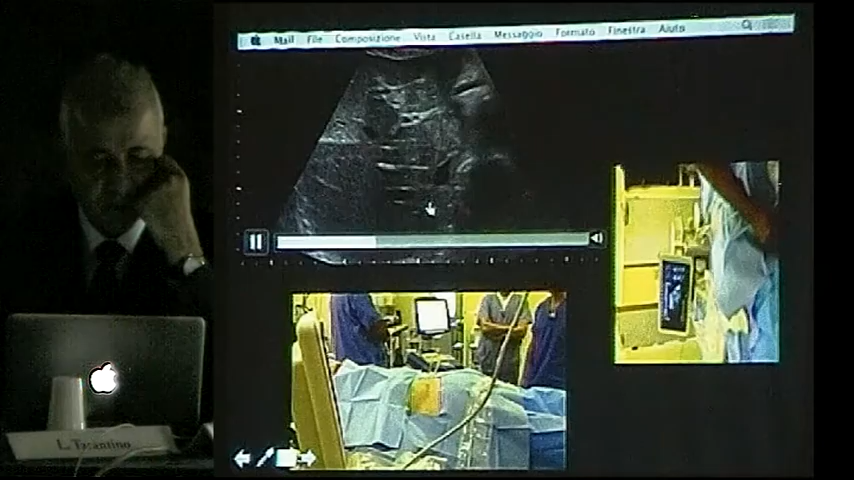 Mail File Composizione Vista Casella Messaggio Formato Finestra Aiuto
L. Tarantino